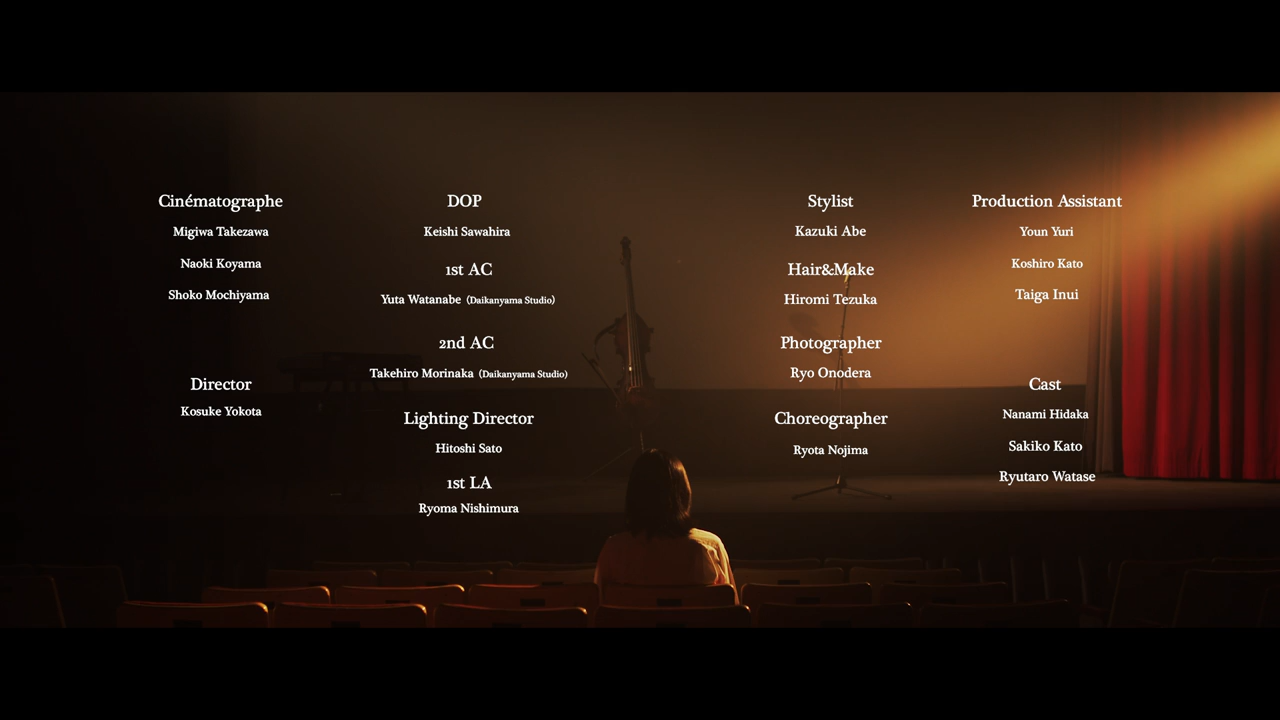 Cinématographe
Migiwa Takezawa
Naoki Koyama
Shoko Mochiyama
Director
Kosuke Yokota
DOP
Keishi Sawahira
1st AC
Yuta Watanabe (Daikanyama Studio)
2nd AC
Takehiro Morinaka (Daikanyama Studio)
Lighting Director
Hitoshi Sato
1st LA
Ryoma Nishimura
Stylist
Kazuki Abe
Hair&Make
Hiromi Tezuka
Photographer
Ryo Onodera
Choreographer
Ryota Nojima
Production Assistant
Youn Yuri
Koshiro Kato
Taiga Inui
Cast
Nanami Hidaka
Sakiko Kato
Ryutaro Watase